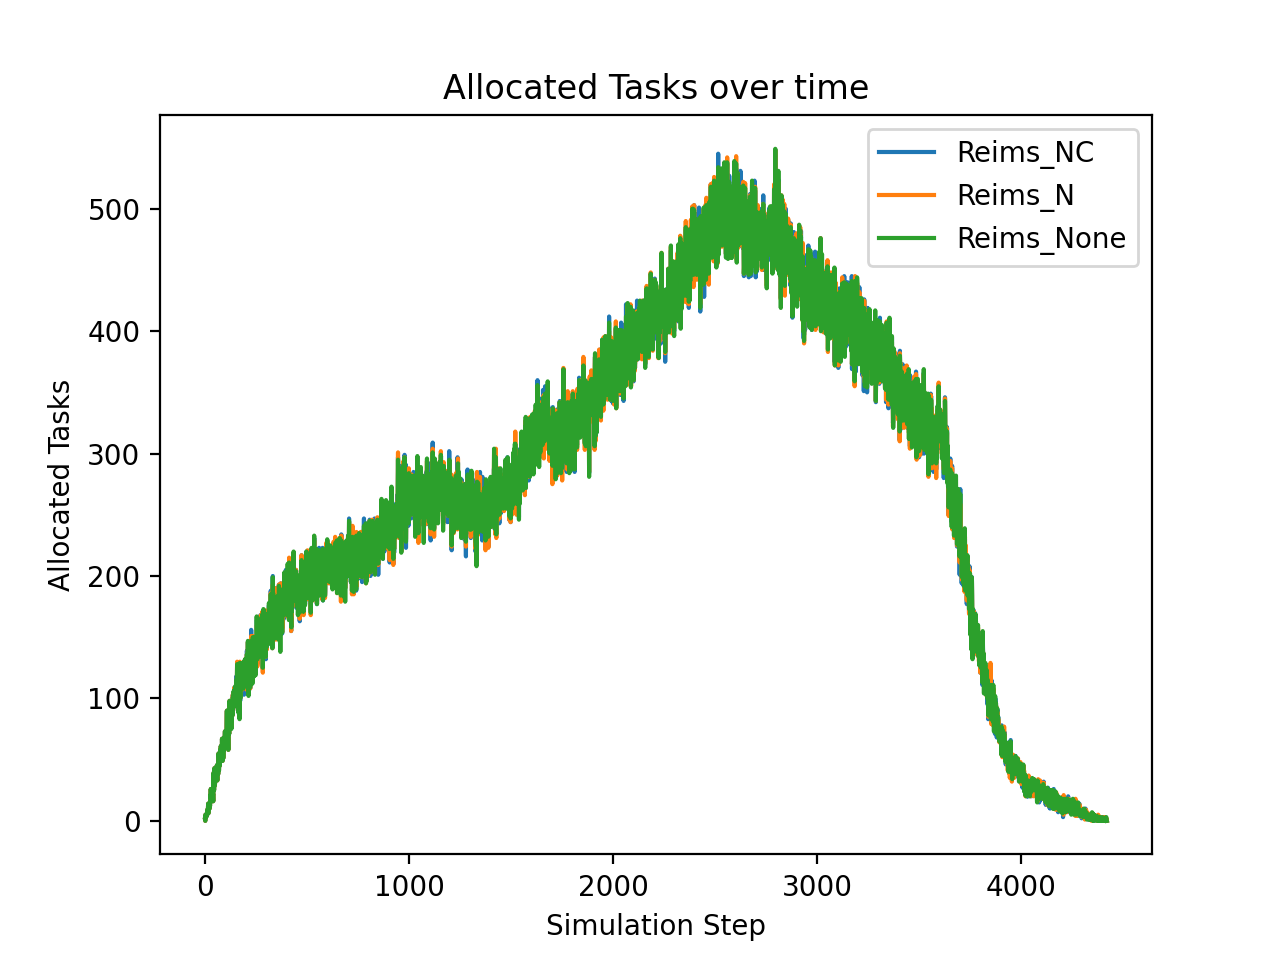 Allocated Tasks over time
Reims_NC
Reims_N
Reims_None
Allocated Tasks
500
400
300
200
100
0
0 1000 2000 3000 4000
Simulation Step